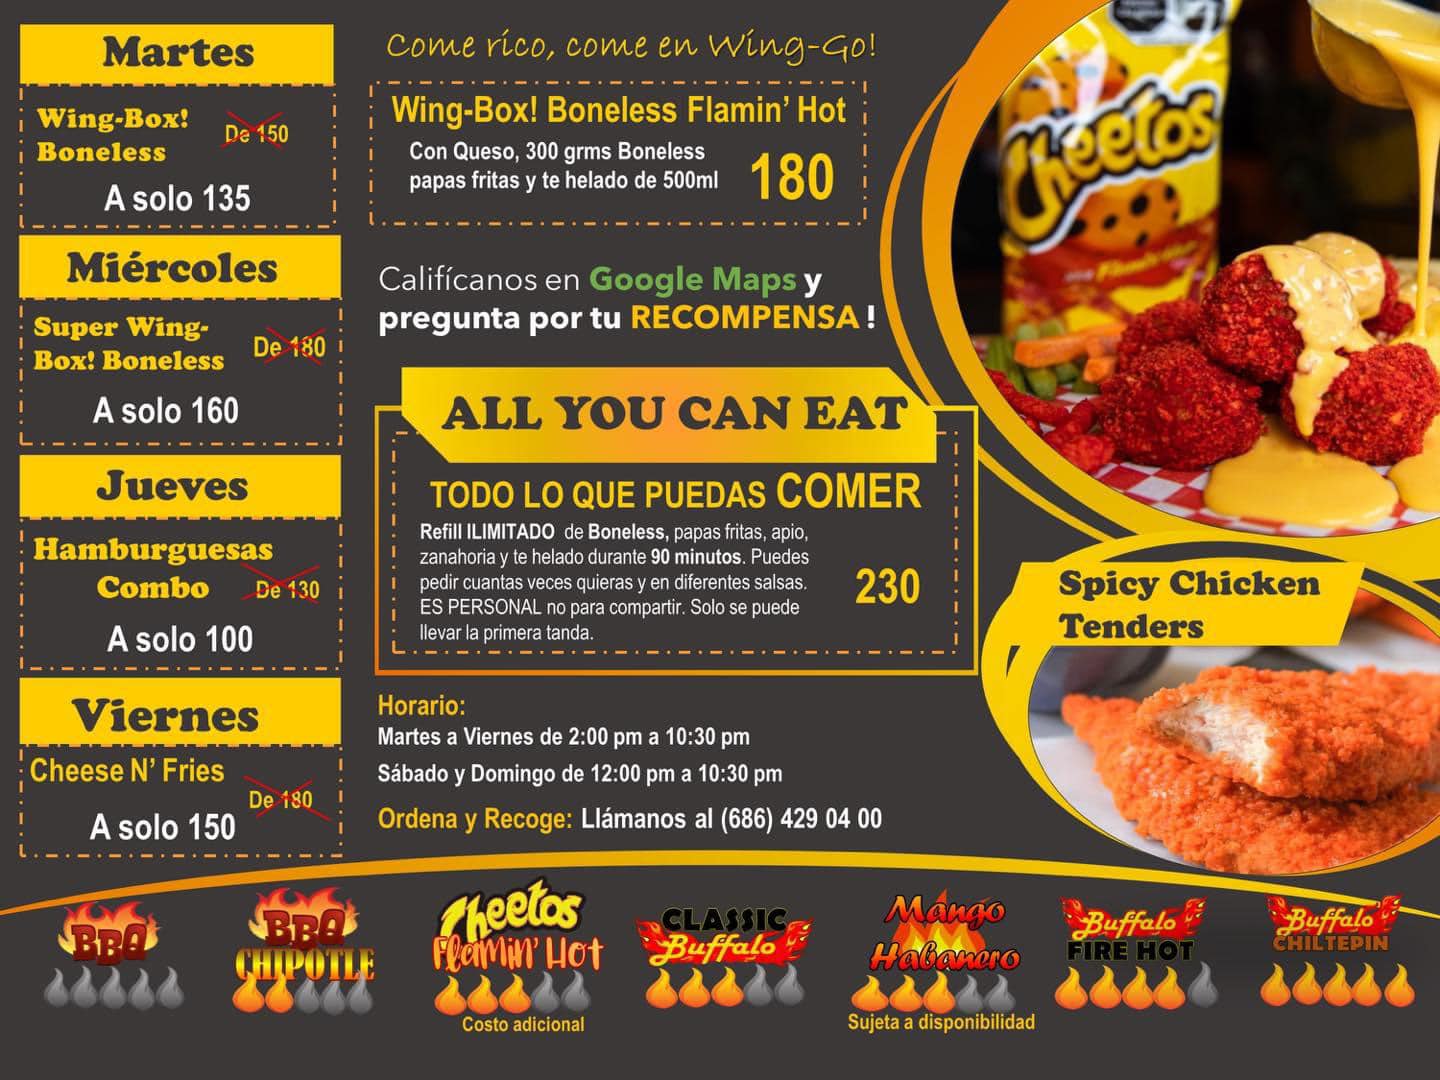 Martes
Wing-Box!
Boneless
De 150
A solo 135
Miércoles
Super Wing-
Box! Boneless
De 180
A solo 160
Jueves
Hamburguesas
Combo
De 130
A solo 100
Viernes
Cheese N' Fries
De 180
A solo 150
Come rico, come en Wing-Go!
Wing-Box! Boneless Flamin' Hot
Con Queso, 300 grms Boneless
papas fritas y te helado de 500ml
180
Califícanos en Google Maps y
pregunta por tu RECOMPENSA !
ALL YOU CAN EAT
TODO LO QUE PUEDAS COMER
Refill ILIMITADO de Boneless, papas fritas, apio,
zanahoria y te helado durante 90 minutos. Puedes
pedir cuantas veces quieras y en diferentes salsas.
ES PERSONAL no para compartir. Solo se puede
llevar la primera tanda.
230
Horario:
Martes a Viernes de 2:00 pm a 10:30 pm
Sábado y Domingo de 12:00 pm a 10:30 pm
Ordena y Recoge: Llámanos al (686) 429 04 00
Cheetos
Spicy Chicken
Tenders
BBQ
BBQ
CHIPOTLE
Cheetos
Flamin' Hot
Costo adicional
CLASSIC
Buffalo
Mango
Habanero
Sujeta a disponibilidad
Buffalo
FIRE HOT
Buffalo
CHILTEPIN